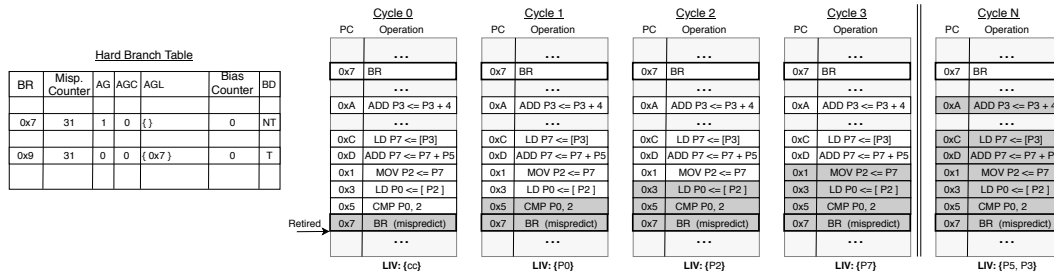 Hard Branch Table
BR Misp. Counter AG AGC AGL Bias Counter BD
0x7 31 1 0 { } 0 NT
0x9 31 0 0 { 0x7 } 0 T
Retired
Cycle 0
PC Operation
...
0x7 BR
...
0xA ADD P3 <= P3 + 4
...
0xC LD P7 <= [P3]
0xD ADD P7 <= P7 + P5
0x1 MOV P2 <= P7
0x3 LD P0 <= [ P2 ]
0x5 CMP P0, 2
0x7 BR (mispredict)
...
LIV: {cc}
Cycle 1
PC Operation
...
0x7 BR
...
0xA ADD P3 <= P3 + 4
...
0xC LD P7 <= [P3]
0xD ADD P7 <= P7 + P5
0x1 MOV P2 <= P7
0x3 LD P0 <= [ P2 ]
0x5 CMP P0, 2
0x7 BR (mispredict)
...
LIV: {P0}
Cycle 2
PC Operation
...
0x7 BR
...
0xA ADD P3 <= P3 + 4
...
0xC LD P7 <= [P3]
0xD ADD P7 <= P7 + P5
0x1 MOV P2 <= P7
0x3 LD P0 <= [ P2 ]
0x5 CMP P0, 2
0x7 BR (mispredict)
...
LIV: {P2}
Cycle 3
PC Operation
...
0x7 BR
...
0xA ADD P3 <= P3 + 4
...
0xC LD P7 <= [P3]
0xD ADD P7 <= P7 + P5
0x1 MOV P2 <= P7
0x3 LD P0 <= [ P2 ]
0x5 CMP P0, 2
0x7 BR (mispredict)
...
LIV: {P7}
Cycle N
PC Operation
...
0x7 BR
...
0xA ADD P3 <= P3 + 4
...
0xC LD P7 <= [P3]
0xD ADD P7 <= P7 + P
0x1 MOV P2 <= P7
0x3 LD P0 <= [ P2 ]
0x5 CMP P0, 2
0x7 BR (mispredict)
...
LIV: {P5, P3}